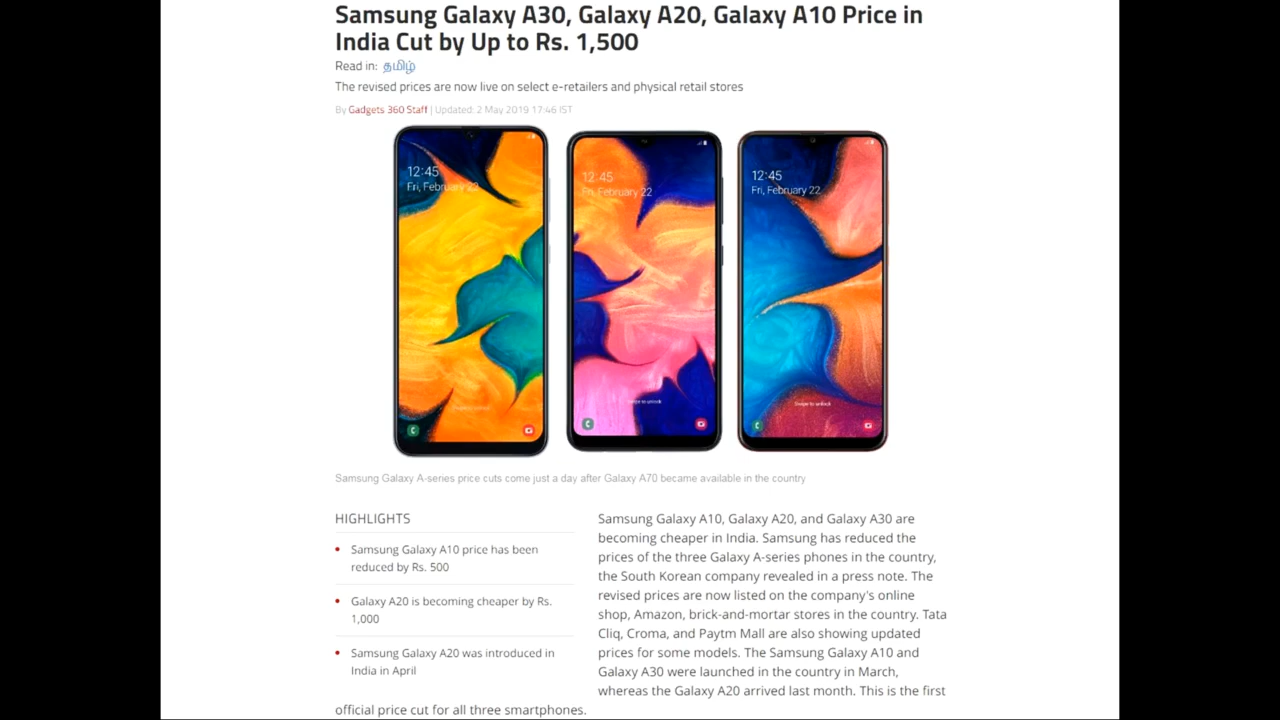 Samsung Galaxy A30, Galaxy A20, Galaxy A10 Price in
India Cut by Up to Rs. 1,500
Read in: தமிழ்
The revised prices are now live on select e-retailers and physical retail stores
By Gadgets 360 Staff | Updated: 2 May 2019 17:46 IST
12:45
Fri, February 22
12:45
Fri, February 22
Swipe to unlock
12:45
Fri, February 22
Swipe to unlock
Samsung Galaxy A-series price cuts come just a day after Galaxy A70 became available in the country
HIGHLIGHTS
Samsung Galaxy A10 price has been
reduced by Rs. 500
Galaxy A20 is becoming cheaper by Rs.
1,000
Samsung Galaxy A20 was introduced in
India in April
Samsung Galaxy A10, Galaxy A20, and Galaxy A30 are
becoming cheaper in India. Samsung has reduced the
prices of the three Galaxy A-series phones in the country,
the South Korean company revealed in a press note. The
revised prices are now listed on the company's online
shop, Amazon, brick-and-mortar stores in the country. Tata
Cliq, Croma, and Paytm Mall are also showing updated
prices for some models. The Samsung Galaxy A10 and
Galaxy A30 were launched in the country in March,
whereas the Galaxy A20 arrived last month. This is the first
official price cut for all three smartphones.